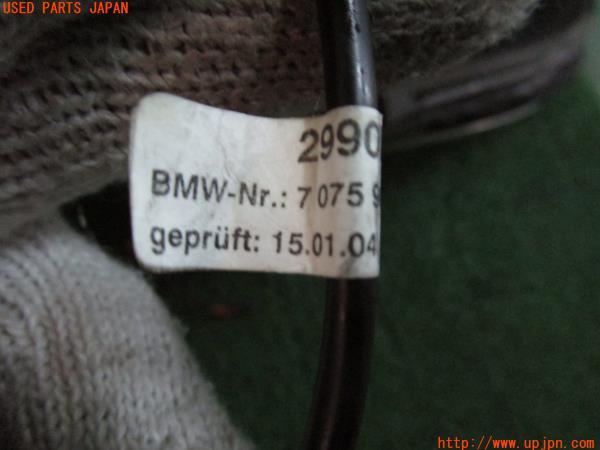 USED PARTS JAPAN
2990
BMW-Nr.: 7 075
geprüft: 15.01.04
http://www.upjpn.com/